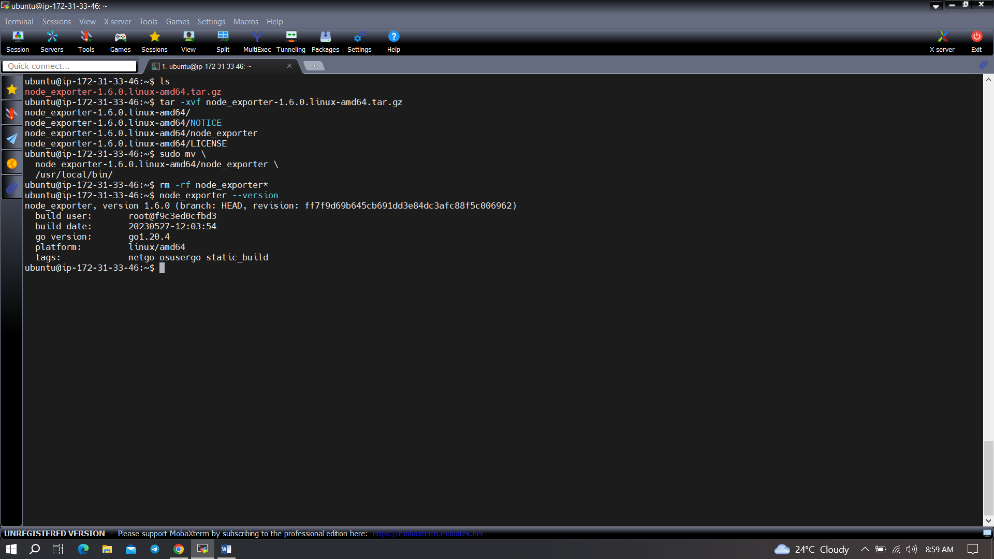 ubuntu@ip-172-31-33-46: ~
Terminal Sessions View X server Tools Games Settings Macros Help
Session Servers Tools Games Sessions View Split MultiExec Tunneling Packages Settings Help X server Exit
Quick connect...
1. ubuntu@ip-172-31-33-46: ~
ubuntu@ip-172-31-33-46:~$ ls
node_exporter-1.6.0.linux-amd64.tar.gz
ubuntu@ip-172-31-33-46:~$ tar -xvf node_exporter-1.6.0.linux-amd64.tar.gz
node_exporter-1.6.0.linux-amd64/
node_exporter-1.6.0.linux-amd64/NOTICE
node_exporter-1.6.0.linux-amd64/node_exporter
node_exporter-1.6.0.linux-amd64/LICENSE
ubuntu@ip-172-31-33-46:~$ sudo mv \
node_exporter-1.6.0.linux-amd64/node_exporter \
/usr/local/bin/
ubuntu@ip-172-31-33-46:~$ rm -rf node_exporter*
ubuntu@ip-172-31-33-46:~$ node_exporter --version
node_exporter, version 1.6.0 (branch: HEAD, revision: ff7f9d69b645cb691dd3e84dc3afc88f5c006962)
build user: root@f9c3ed0cfbd3
build date: 20230527-12:03:54
go version: go1.20.4
platform: linux/amd64
tags: netgo osusergo static_build
ubuntu@ip-172-31-33-46:~$
UNREGISTERED VERSION - Please support MobaXterm by subscribing to the professional edition here: https://mobaxterm.mobatek.net
24°C Cloudy 8:59 AM